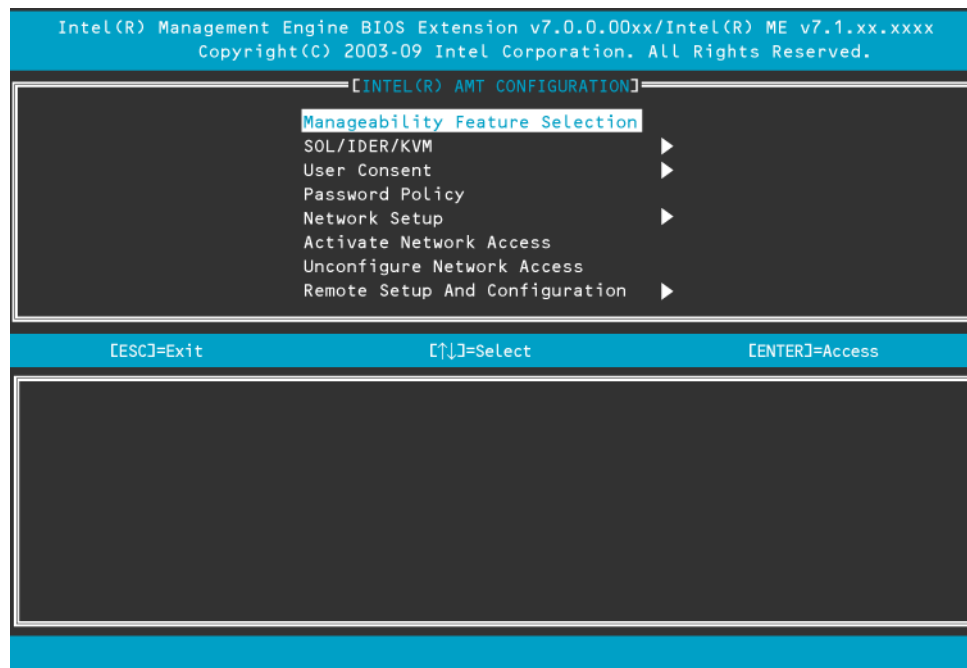 Intel(R) Management Engine BIOS Extension v7.0.0.00xx/Intel(R) ME v7.1.xx.xxxx
Copyright(C) 2003-09 Intel Corporation. All Rights Reserved.
[INTEL(R) AMT CONFIGURATION]
Manageability Feature Selection
SOL/IDER/KVM
User Consent
Password Policy
Network Setup
Activate Network Access
Unconfigure Network Access
Remote Setup And Configuration
[ESC]=Exit [↑↓]=Select [ENTER]=Access